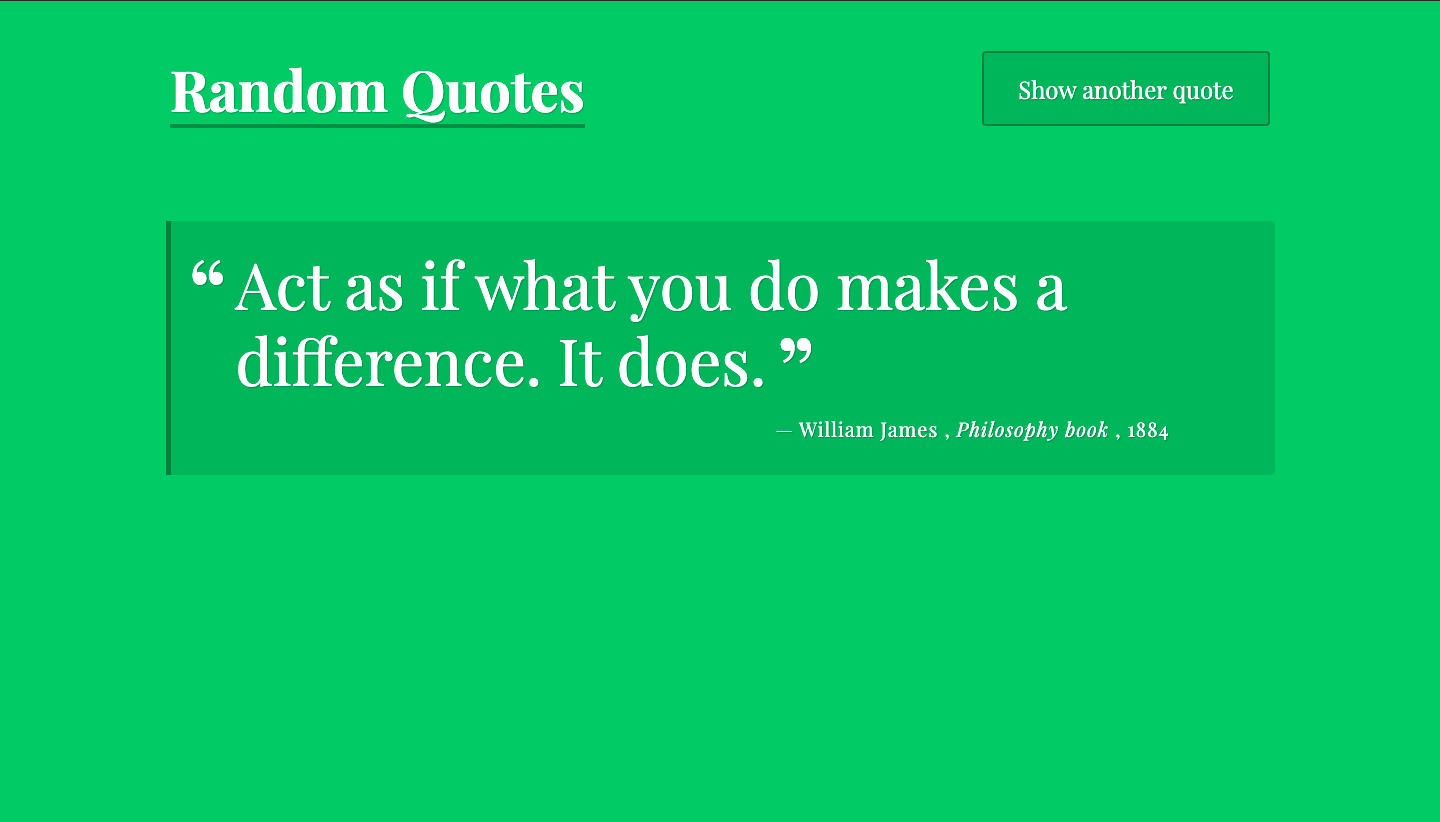 Random Quotes
Show another quote
“ Act as if what you do makes a
difference. It does. ”
— William James , Philosophy book , 1884